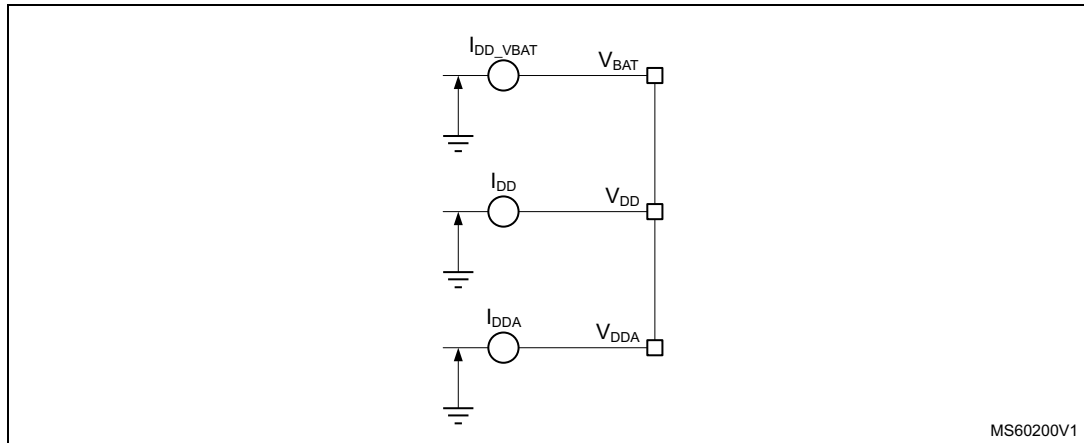 I_DD_VBAT
V_BAT
I_DD
V_DD
I_DDA
V_DDA
MS60200V1